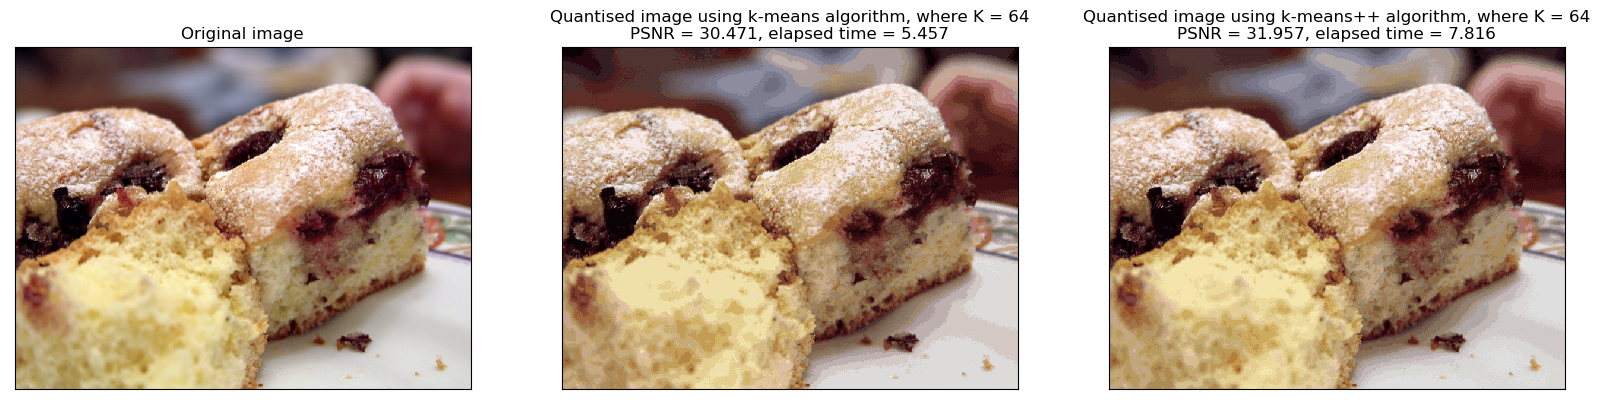 Original image
Quantised image using k-means algorithm, where K = 64
PSNR = 30.471, elapsed time = 5.457
Quantised image using k-means++ algorithm, where K = 64
PSNR = 31.957, elapsed time = 7.816